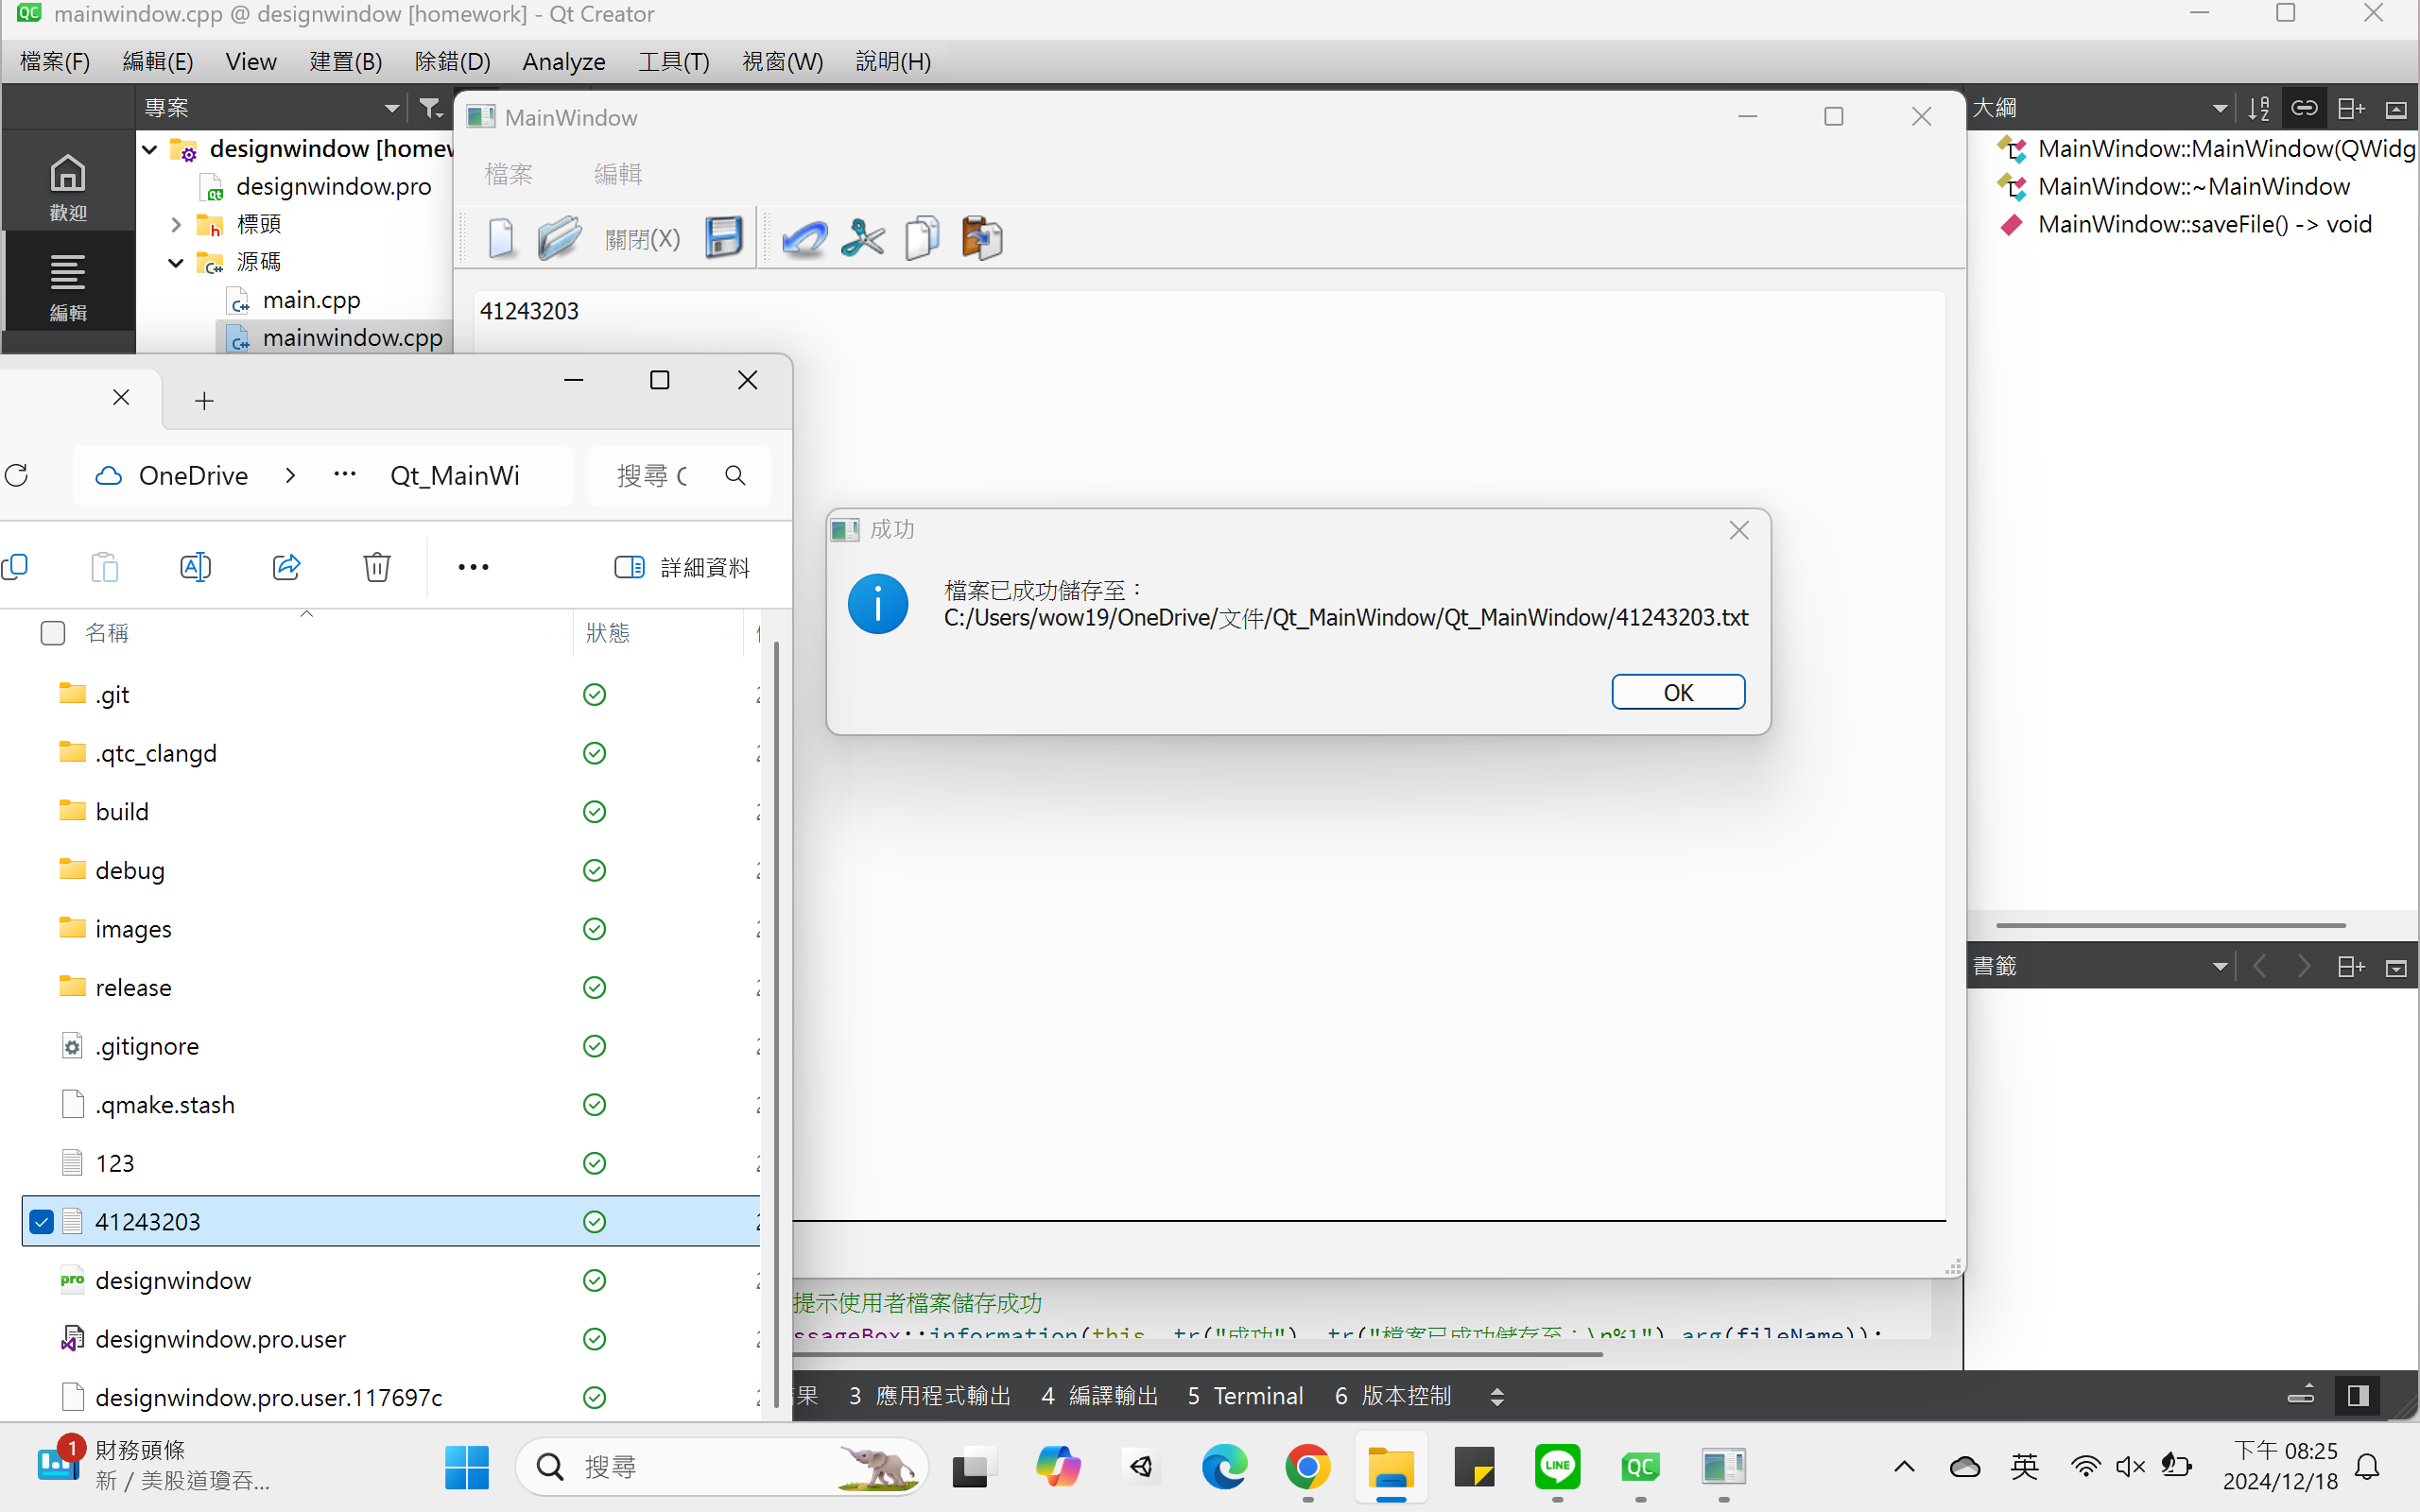 QC mainwindow.cpp @ designwindow [homework] - Qt Creator
檔案(F) 編輯(E) View 建置(B) 除錯(D) Analyze 工具(T) 視窗(W) 說明(H)
專案
歡迎
編輯
designwindow [homew
designwindow.pro
標頭
源碼
main.cpp
mainwindow.cpp
MainWindow
檔案 編輯
關閉(X)
41243203
大綱
MainWindow::MainWindow(QWidg
MainWindow::~MainWindow
MainWindow::saveFile() -> void
書籤
OneDrive > ··· Qt_MainWi
搜尋
詳細資料
名稱 狀態
.git
.qtc_clangd
build
debug
images
release
.gitignore
.qmake.stash
123
41243203
designwindow
designwindow.pro.user
designwindow.pro.user.117697c
成功
檔案已成功儲存至：
C:/Users/wow19/OneDrive/文件/Qt_MainWindow/Qt_MainWindow/41243203.txt
OK
提示使用者檔案儲存成功
ssageBox::information(this, tr("成功"), tr("檔案已成功儲存至：\n%1").arg(fileName));
果 3 應用程式輸出 4 編譯輸出 5 Terminal 6 版本控制
1
財務頭條
新 / 美股道瓊吞...
搜尋
LINE
QC
英
下午 08:25
2024/12/18